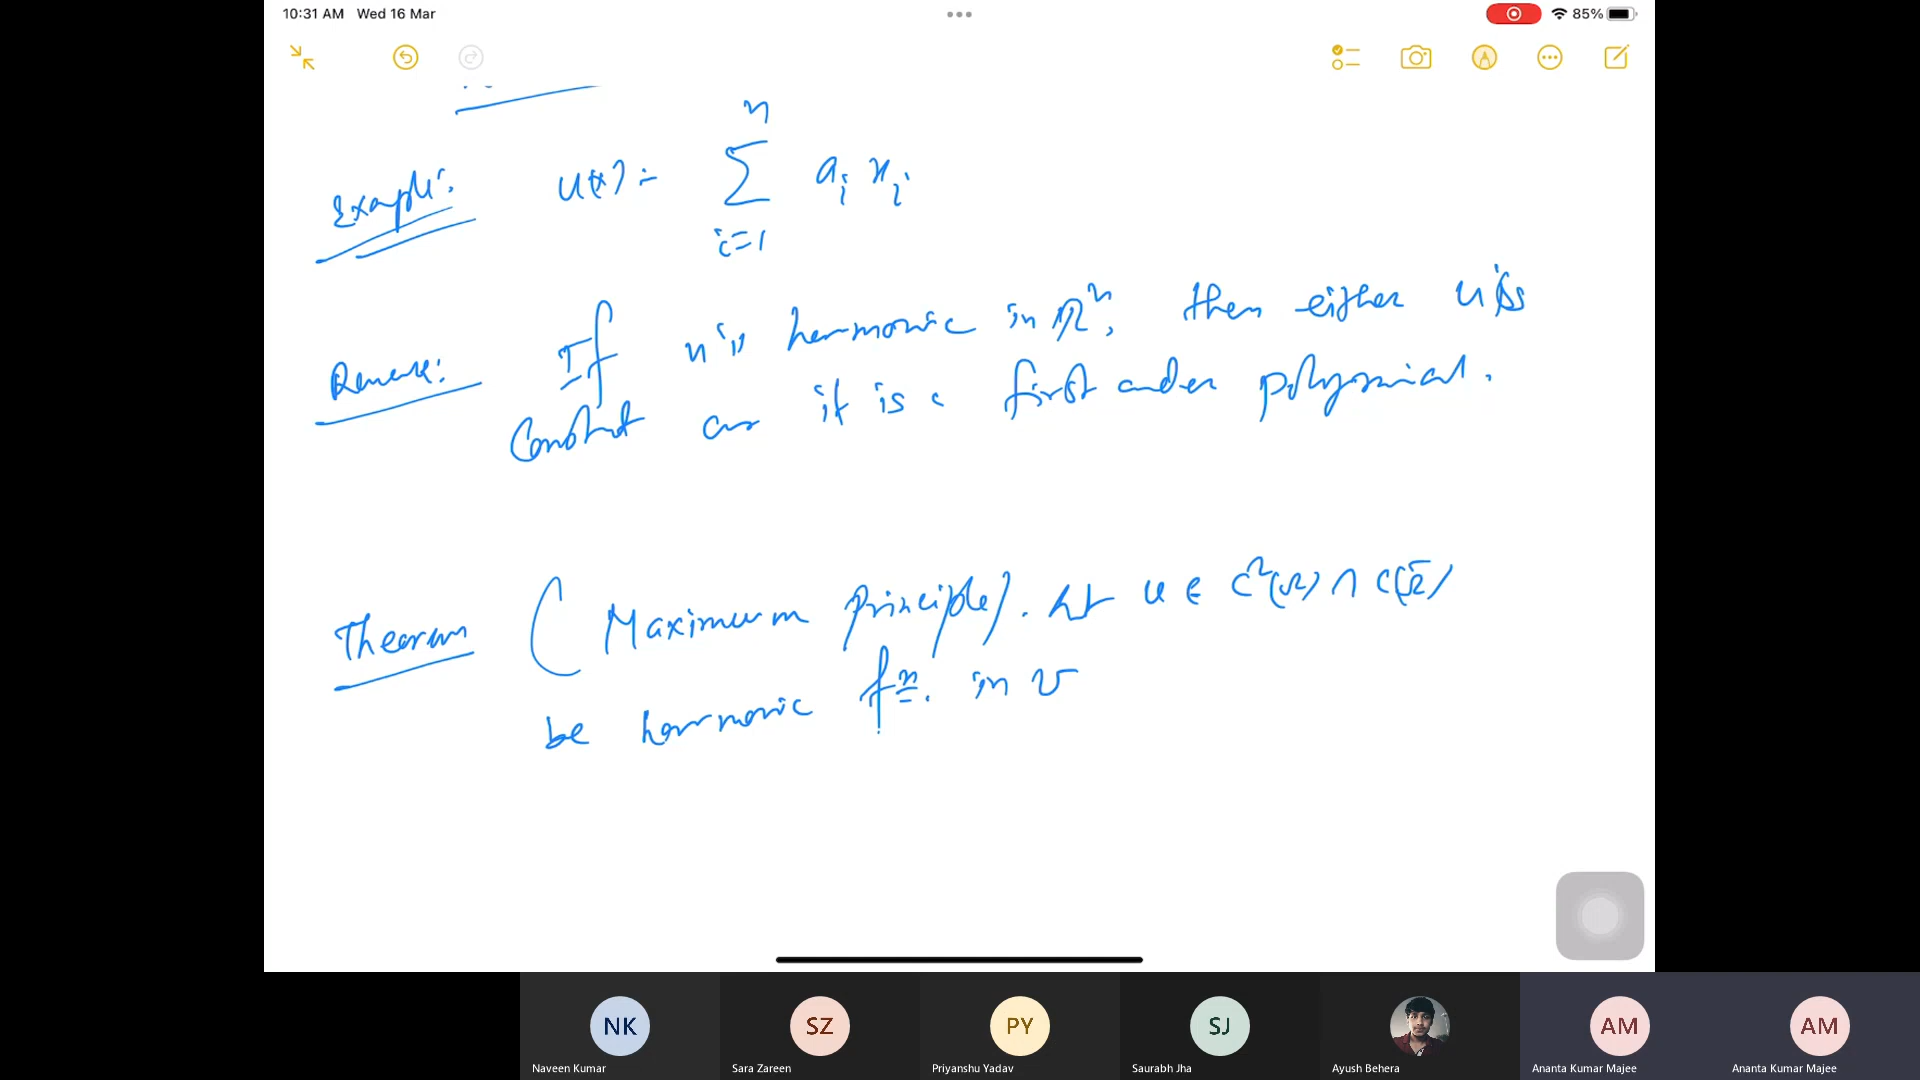 10:31 AM Wed 16 Mar
85%
Example: u(x) = \sum_{i=1}^{n} a_i x_i
Remark: If u is harmonic in ℝⁿ, then either u is
constant or it is a first order polynomial.
Theorem (Maximum Principle). Let u ∈ C²(Ω) ∩ C(Ω̄)
be harmonic fⁿ. in
NK SZ PY SJ AM AM
Naveen Kumar Sara Zareen Priyanshu Yadav Saurabh Jha Ayush Behera Ananta Kumar Majee Ananta Kumar Majee